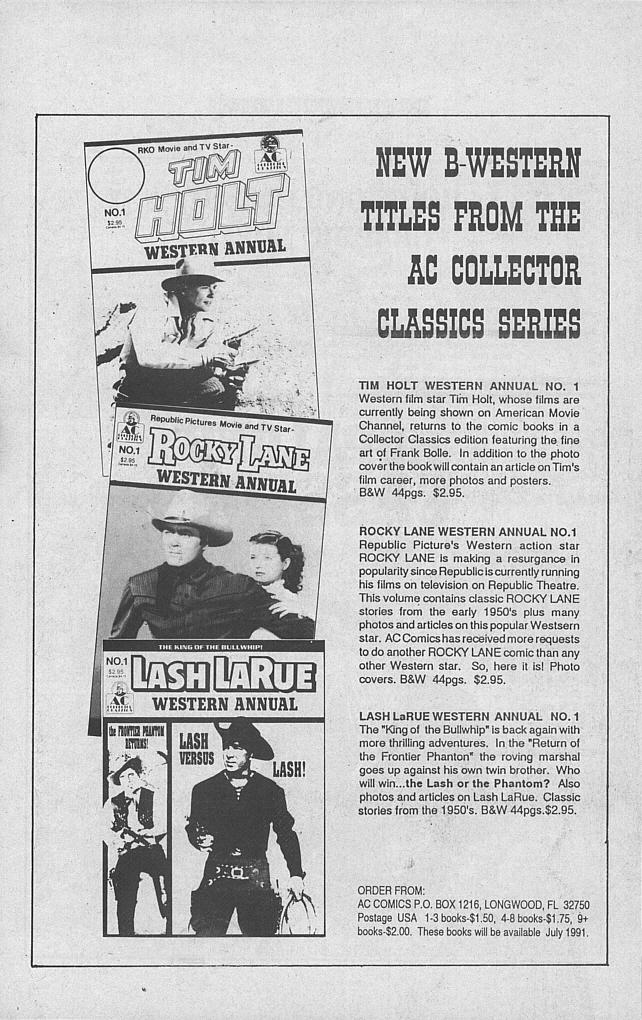 RKO Movie and TV Star-
AC
TIM
HOLT
NO.1
$2.95
WESTERN ANNUAL
Republic Pictures Movie and TV Star-
AC
NO.1
$2.95
ROCKY LANE
WESTERN ANNUAL
THE KING OF THE BULLWHIP!
NO.1
$2.95
AC
LASH LARUE
WESTERN ANNUAL
the FRONTIER PHANTOM
RETURNS!
LASH
VERSUS
LASH!
NEW B-WESTERN
TITLES FROM THE
AC COLLECTOR
CLASSICS SERIES
TIM HOLT WESTERN ANNUAL NO. 1
Western film star Tim Holt, whose films are
currently being shown on American Movie
Channel, returns to the comic books in a
Collector Classics edition featuring the fine
art of Frank Bolle. In addition to the photo
cover the book will contain an article on Tim's
film career, more photos and posters.
B&W 44pgs. $2.95.
ROCKY LANE WESTERN ANNUAL NO.1
Republic Picture's Western action star
ROCKY LANE is making a resurgance in
popularity since Republic is currently running
his films on television on Republic Theatre.
This volume contains classic ROCKY LANE
stories from the early 1950's plus many
photos and articles on this popular Westsern
star. AC Comics has received more requests
to do another ROCKY LANE comic than any
other Western star. So, here it is! Photo
covers. B&W 44pgs. $2.95.
LASH LaRUE WESTERN ANNUAL NO. 1
The "King of the Bullwhip" is back again with
more thrilling adventures. In the "Return of
the Frontier Phanton" the roving marshal
goes up against his own twin brother. Who
will win...the Lash or the Phantom? Also
photos and articles on Lash LaRue. Classic
stories from the 1950's. B&W 44pgs.$2.95.
ORDER FROM:
AC COMICS P.O. BOX 1216, LONGWOOD, FL 32750
Postage USA 1-3 books-$1.50, 4-8 books-$1.75, 9+
books-$2.00. These books will be available July 1991.